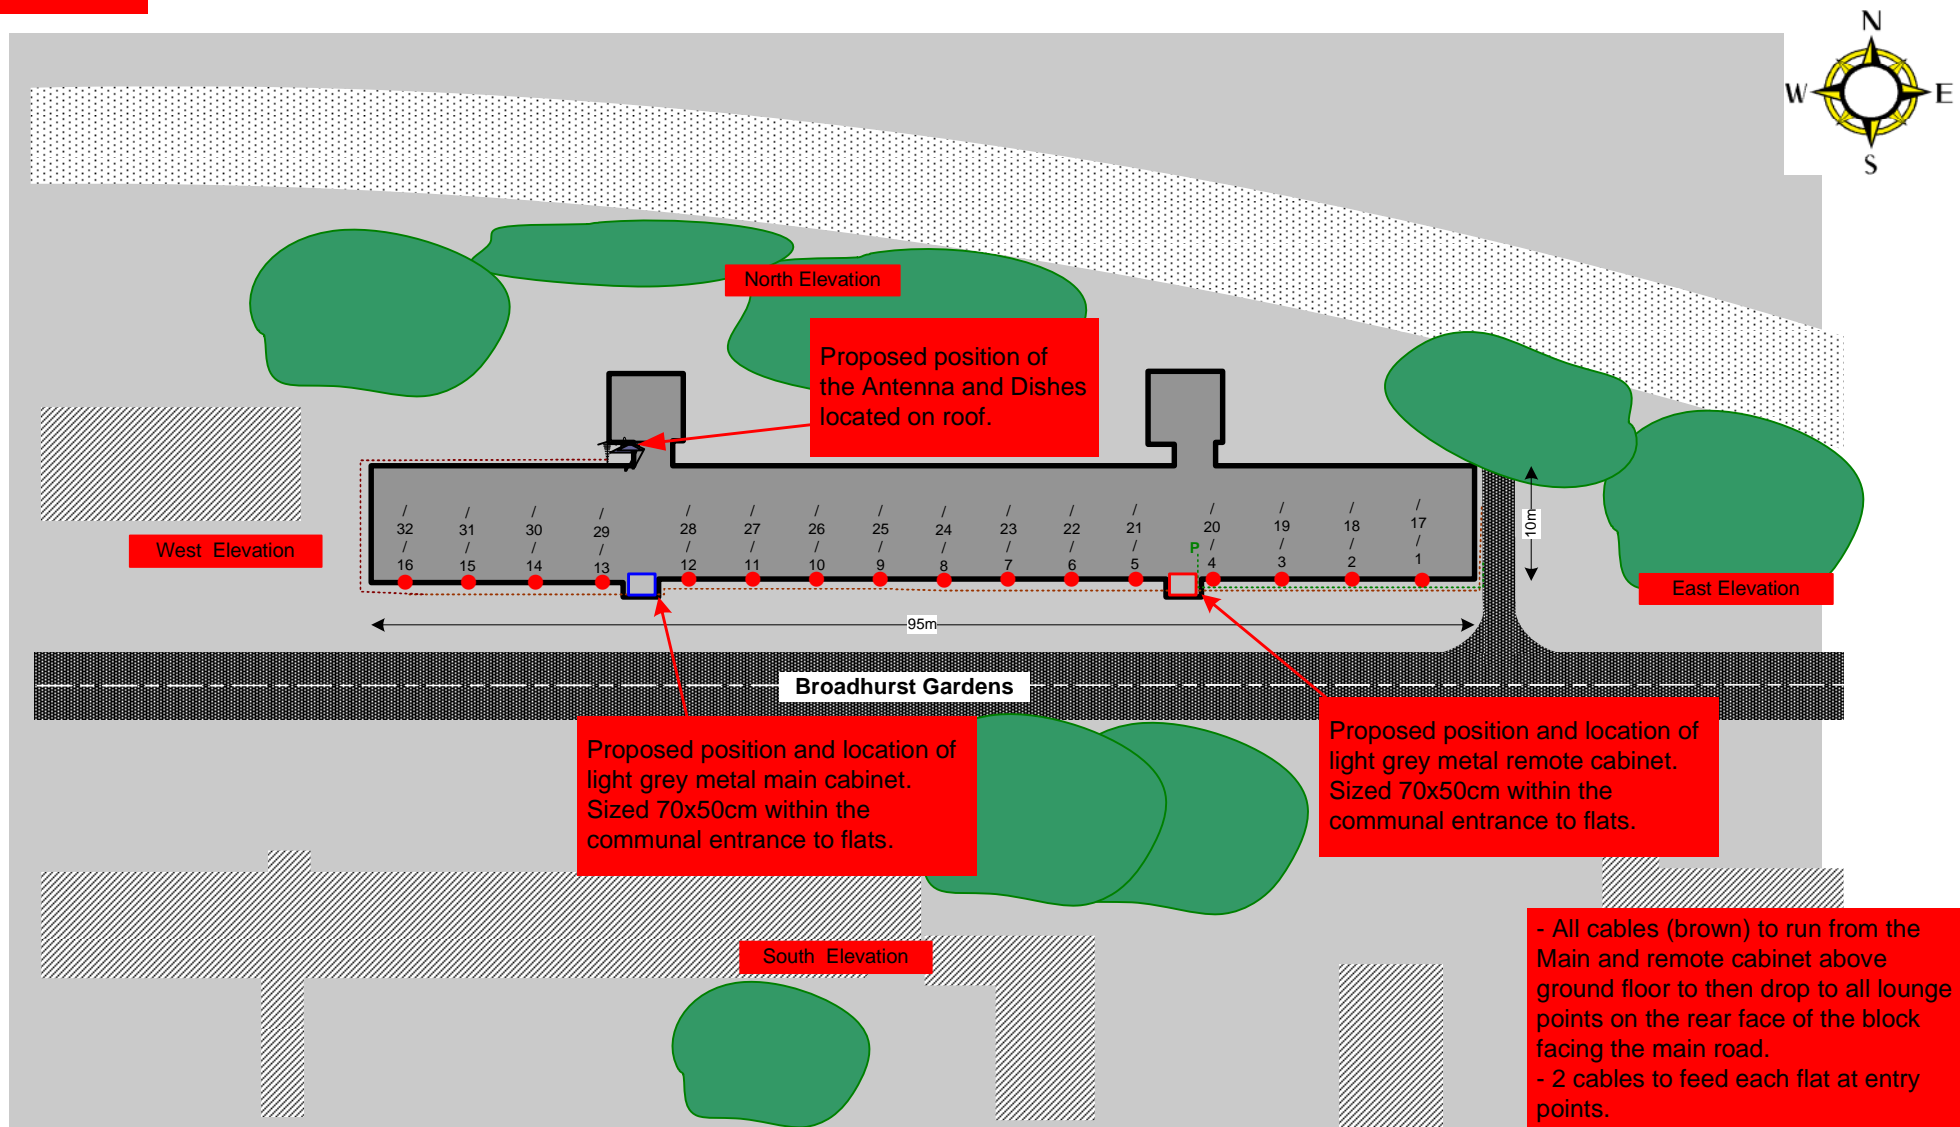 N
W
E
S
North Elevation
Proposed position of
the Antenna and Dishes
located on roof.
/ / / / / / / / / / / / / / / /
32 31 30 29 28 27 26 25 24 23 22 21 20 19 18 17
/ / / / / / / / / / / / / / / /
P
16 15 14 13 12 11 10 9 8 7 6 5 4 3 2 1
10m
West Elevation
East Elevation
95m
Broadhurst Gardens
Proposed position and location of
light grey metal main cabinet.
Sized 70x50cm within the
communal entrance to flats.
Proposed position and location of
light grey metal remote cabinet.
Sized 70x50cm within the
communal entrance to flats.
South Elevation
- All cables (brown) to run from the
Main and remote cabinet above
ground floor to then drop to all lounge
points on the rear face of the block
facing the main road.
- 2 cables to feed each flat at entry
points.